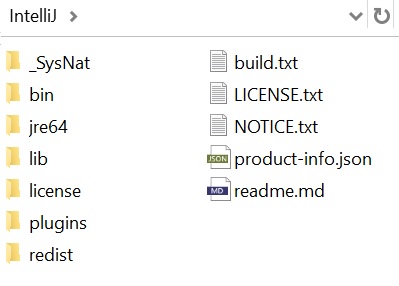 IntelliJ
_SysNat
bin
jre64
lib
license
plugins
redist
build.txt
LICENSE.txt
NOTICE.txt
JSON product-info.json
MD readme.md